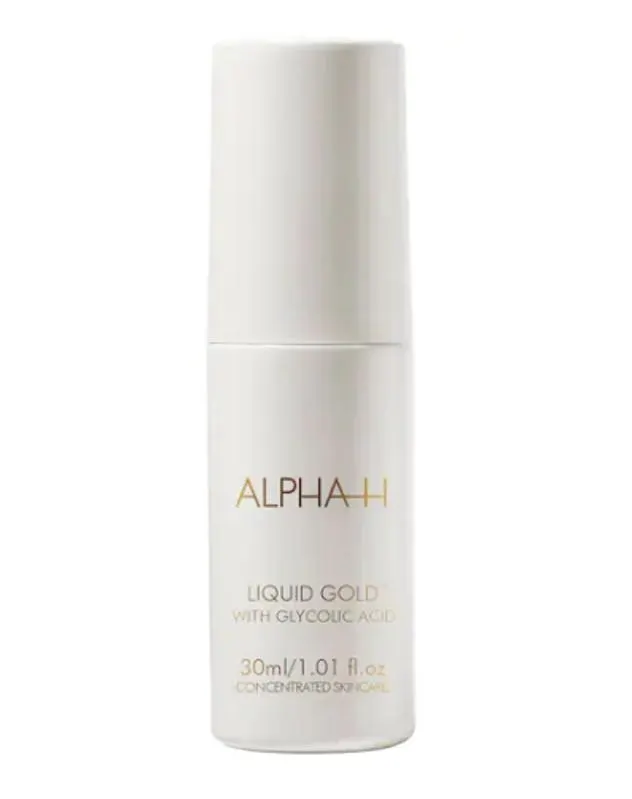 ALPHA-H
LIQUID GOLD
WITH GLYCOLIC ACID
30ml/1.01 fl.oz
CONCENTRATED SKINCARE